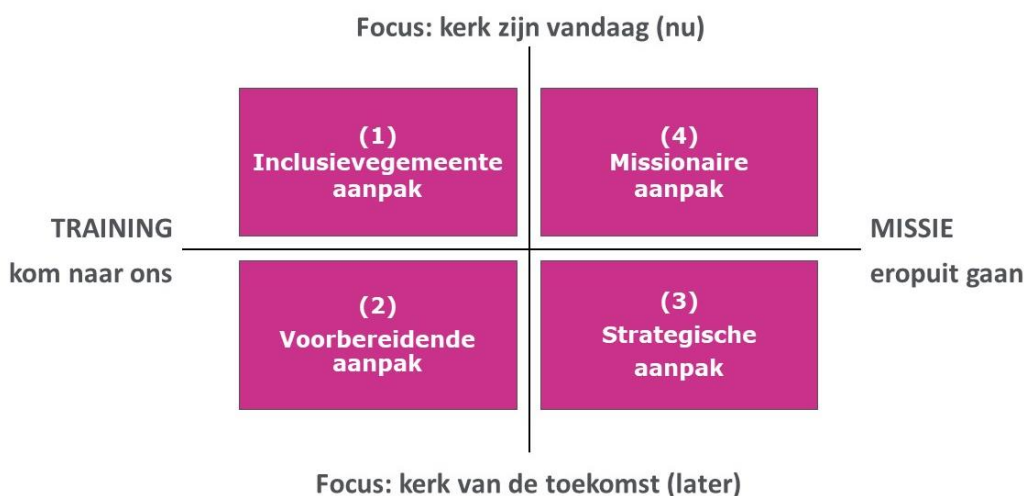 Focus: kerk zijn vandaag (nu)
(1)
Inclusievegemeente
aanpak
(4)
Missionaire
aanpak
TRAINING
kom naar ons
MISSIE
eropuit gaan
(2)
Voorbereidende
aanpak
(3)
Strategische
aanpak
Focus: kerk van de toekomst (later)